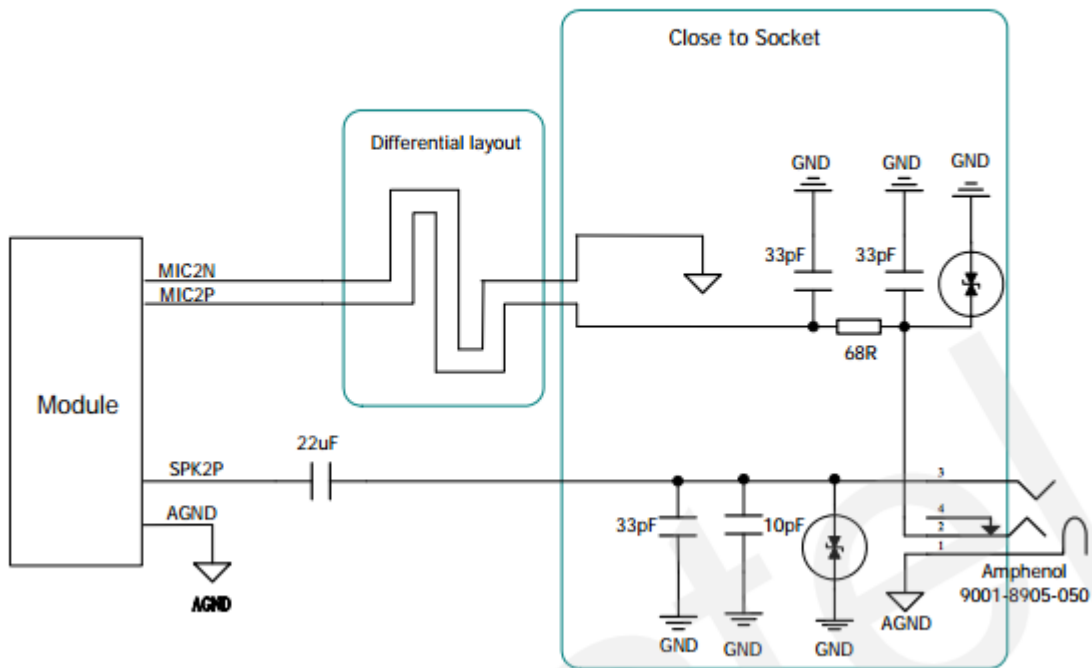 Close to Socket
Differential layout
GND
GND
GND
33pF
33pF
MIC2N
MIC2P
68R
Module
22uF
SPK2P
3
AGND
4
33pF
10pF
2
1
Amphenol
9001-8905-050
AGND
AGND
GND
GND
GND